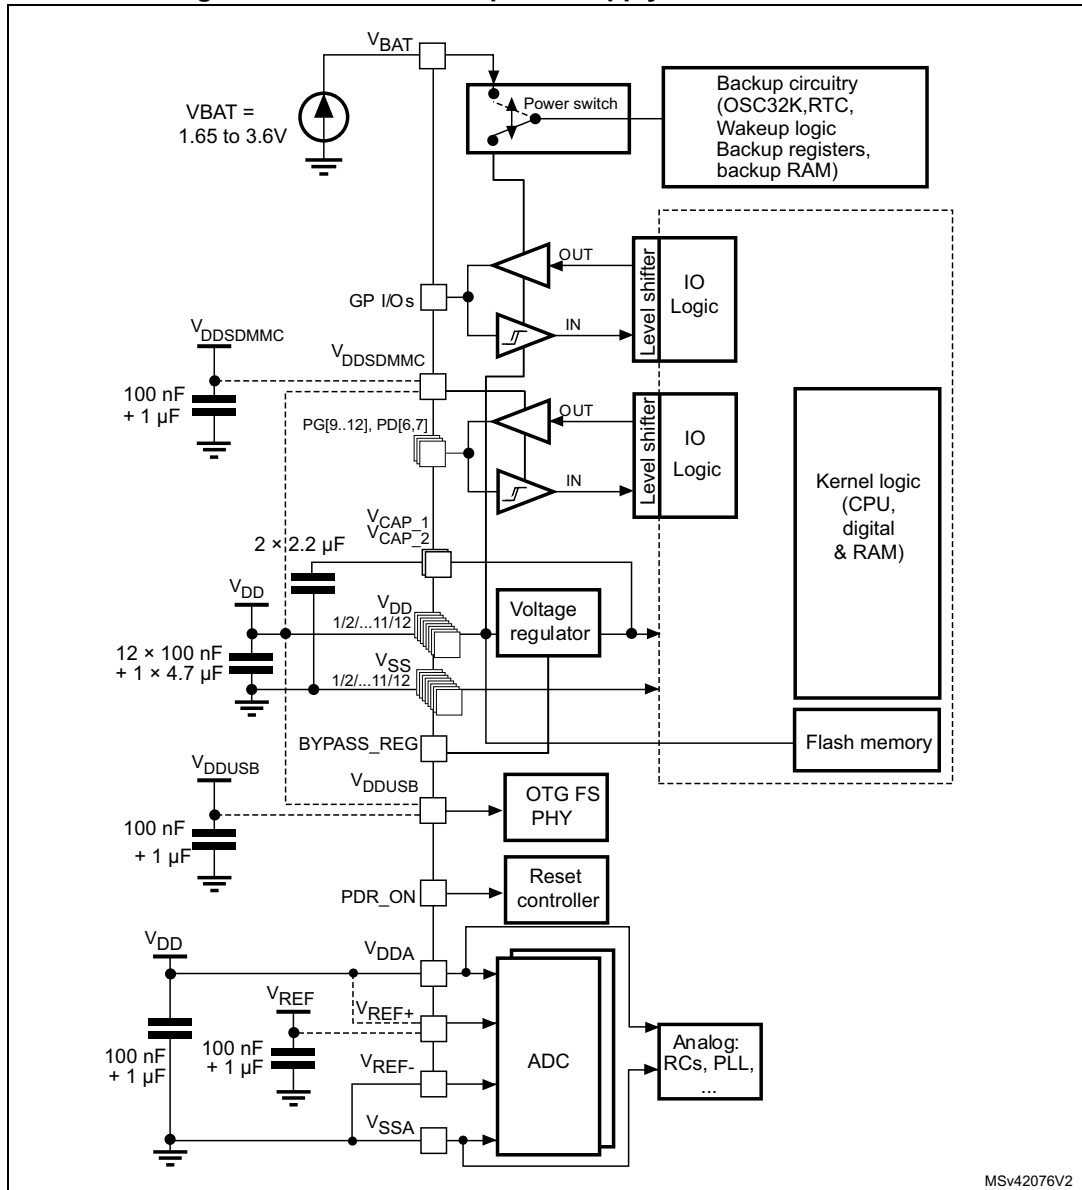 VBAT
VBAT =
1.65 to 3.6V
Power switch
Backup circuitry
(OSC32K,RTC,
Wakeup logic
Backup registers,
backup RAM)
OUT
Level shifter
IO
Logic
GP I/Os
IN
VDDSDMMC
VDDSDMMC
100 nF
+ 1 µF
PG[9..12], PD[6,7]
OUT
Level shifter
IO
Logic
IN
Kernel logic
(CPU,
digital
& RAM)
VCAP_1
VCAP_2
2 × 2.2 µF
VDD
VDD
1/2/...11/12
Voltage
regulator
12 × 100 nF
+ 1 × 4.7 µF
VSS
1/2/...11/12
BYPASS_REG
Flash memory
VDDUSB
VDDUSB
OTG FS
PHY
100 nF
+ 1 µF
PDR_ON
Reset
controller
VDD
VDDA
VREF
VREF+
100 nF
+ 1 µF
100 nF
+ 1 µF
VREF-
ADC
Analog:
RCs, PLL,
...
VSSA
MSv42076V2